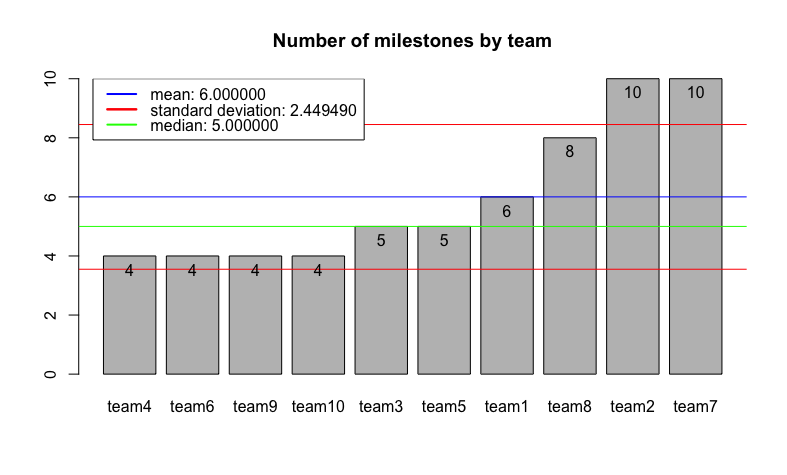 Number of milestones by team
mean: 6.000000
standard deviation: 2.449490
median: 5.000000
10
8
6
4
2
0
4 4 4 4 5 5 6 8 10 10
team4 team6 team9 team10 team3 team5 team1 team8 team2 team7